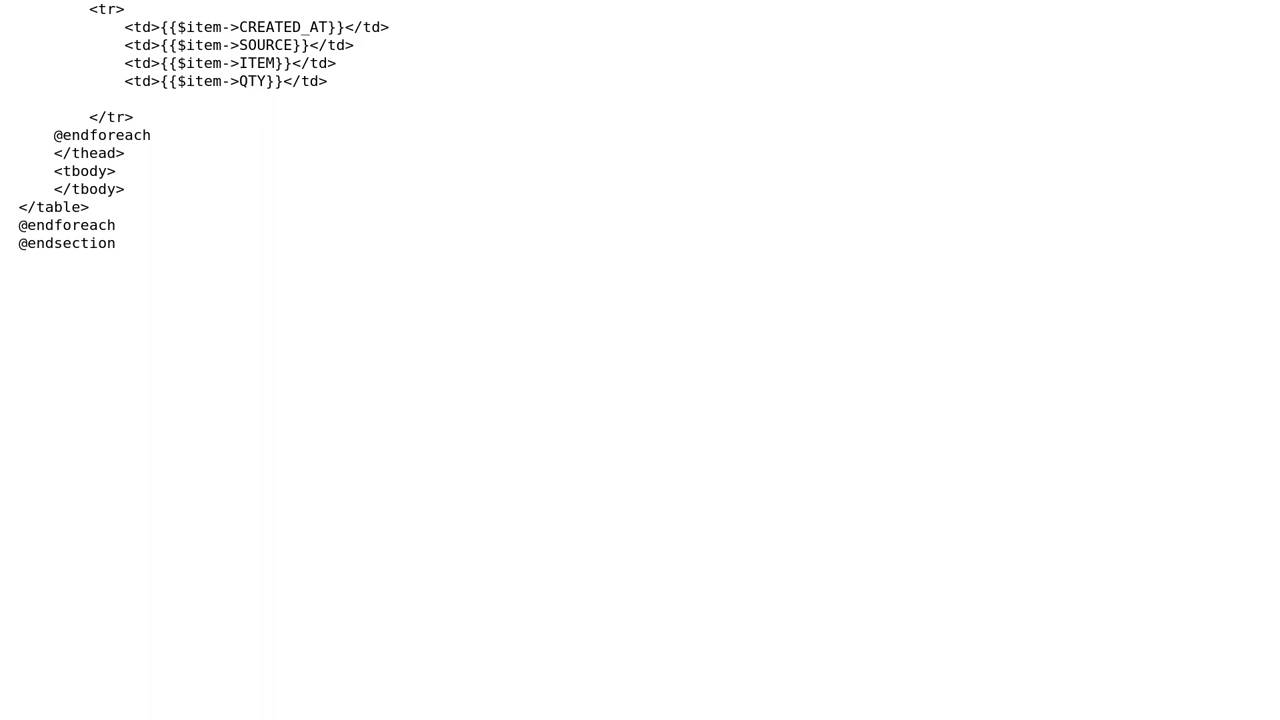 <tr>
<td>{{$item->CREATED_AT}}</td>
<td>{{$item->SOURCE}}</td>
<td>{{$item->ITEM}}</td>
<td>{{$item->QTY}}</td>
</tr>
@endforeach
</thead>
<tbody>
</tbody>
</table>
@endforeach
@endsection